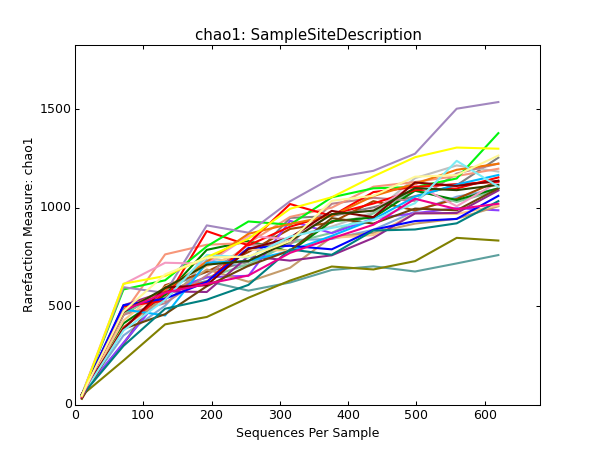 chao1: SampleSiteDescription
Rarefaction Measure: chao1
1500
1000
500
0
0 100 200 300 400 500 600
Sequences Per Sample